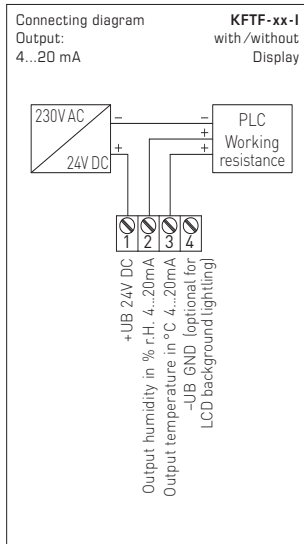 Connecting diagram
Output:
4...20 mA
KFTF-xx-I
with /without
Display
230V AC
24V DC
–
+
–
+
+
PLC
Working
resistance
1 2 3 4
+UB 24V DC
Output humidity in % r.H. 4...20mA
Output temperature in °C 4...20mA
–UB GND (optional for
LCD background lightling)